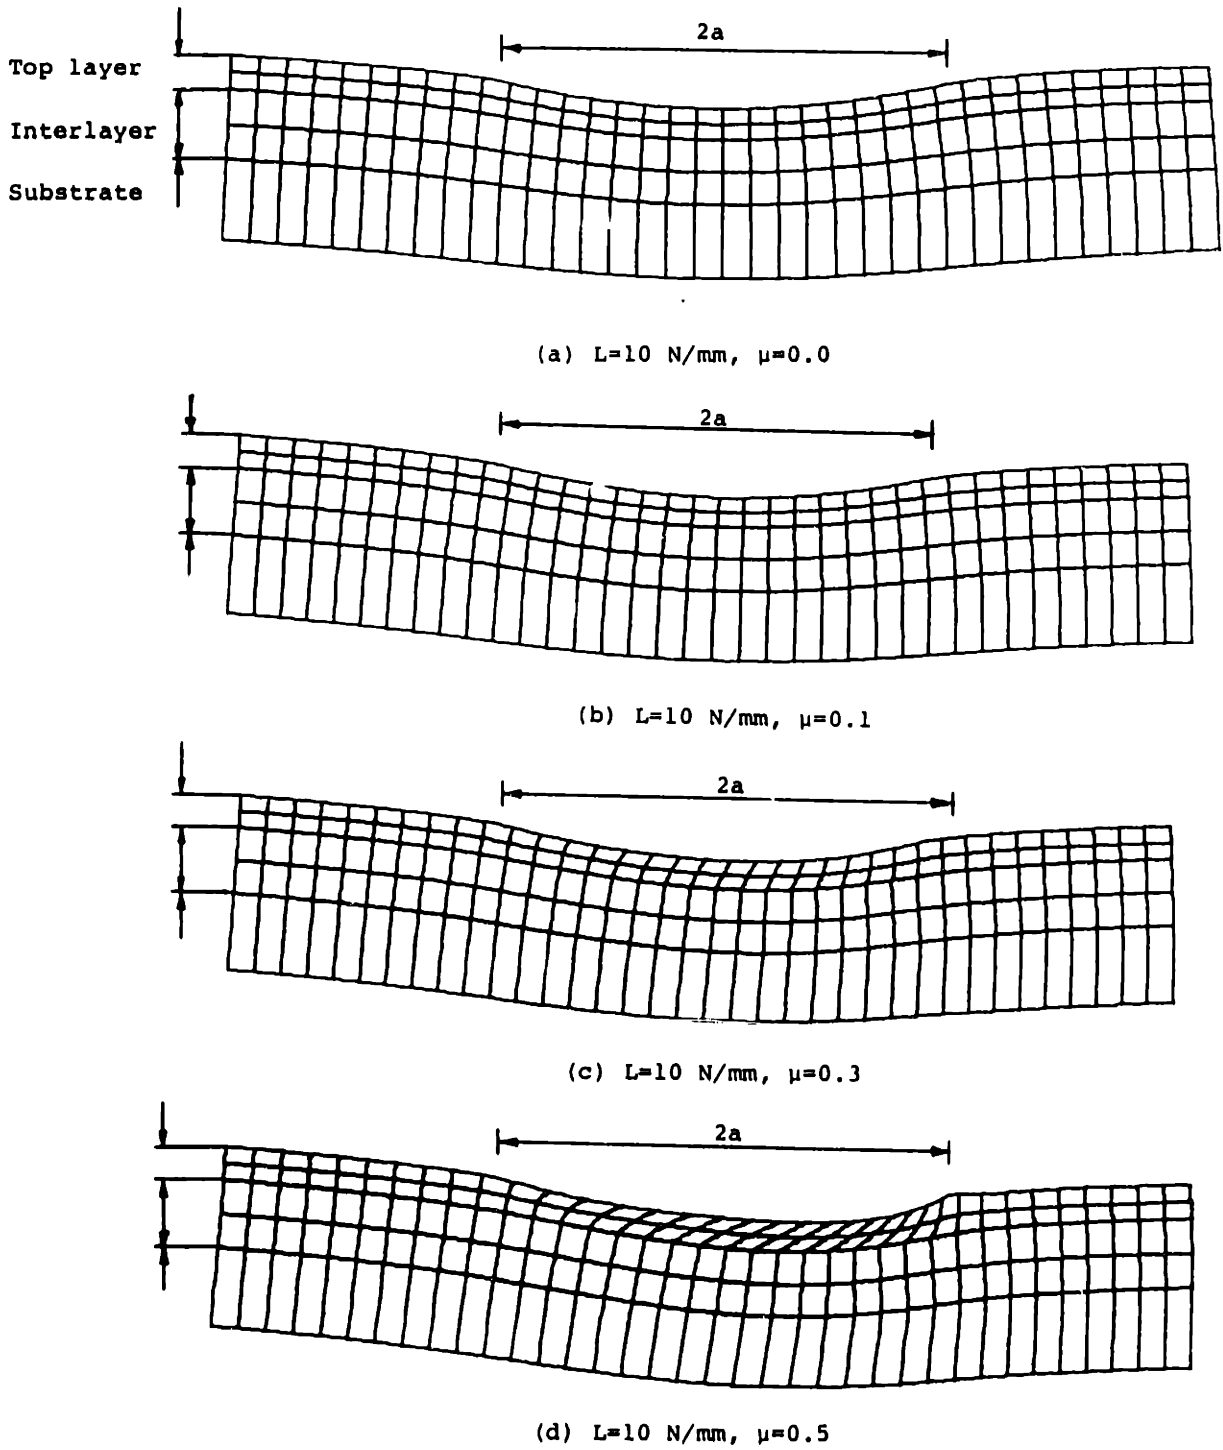 2a
Top layer
Interlayer
Substrate
(a) L=10 N/mm, μ=0.0
2a
(b) L=10 N/mm, μ=0.1
2a
(c) L=10 N/mm, μ=0.3
2a
(d) L=10 N/mm, μ=0.5